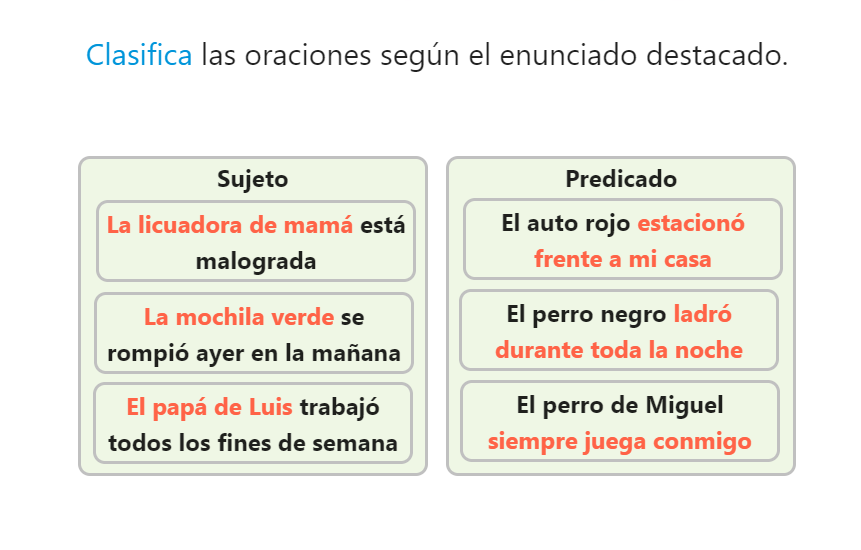 Clasifica las oraciones según el enunciado destacado.
Sujeto
La licuadora de mamá está
malograda
La mochila verde se
rompió ayer en la mañana
El papá de Luis trabajó
todos los fines de semana
Predicado
El auto rojo estacionó
frente a mi casa
El perro negro ladró
durante toda la noche
El perro de Miguel
siempre juega conmigo